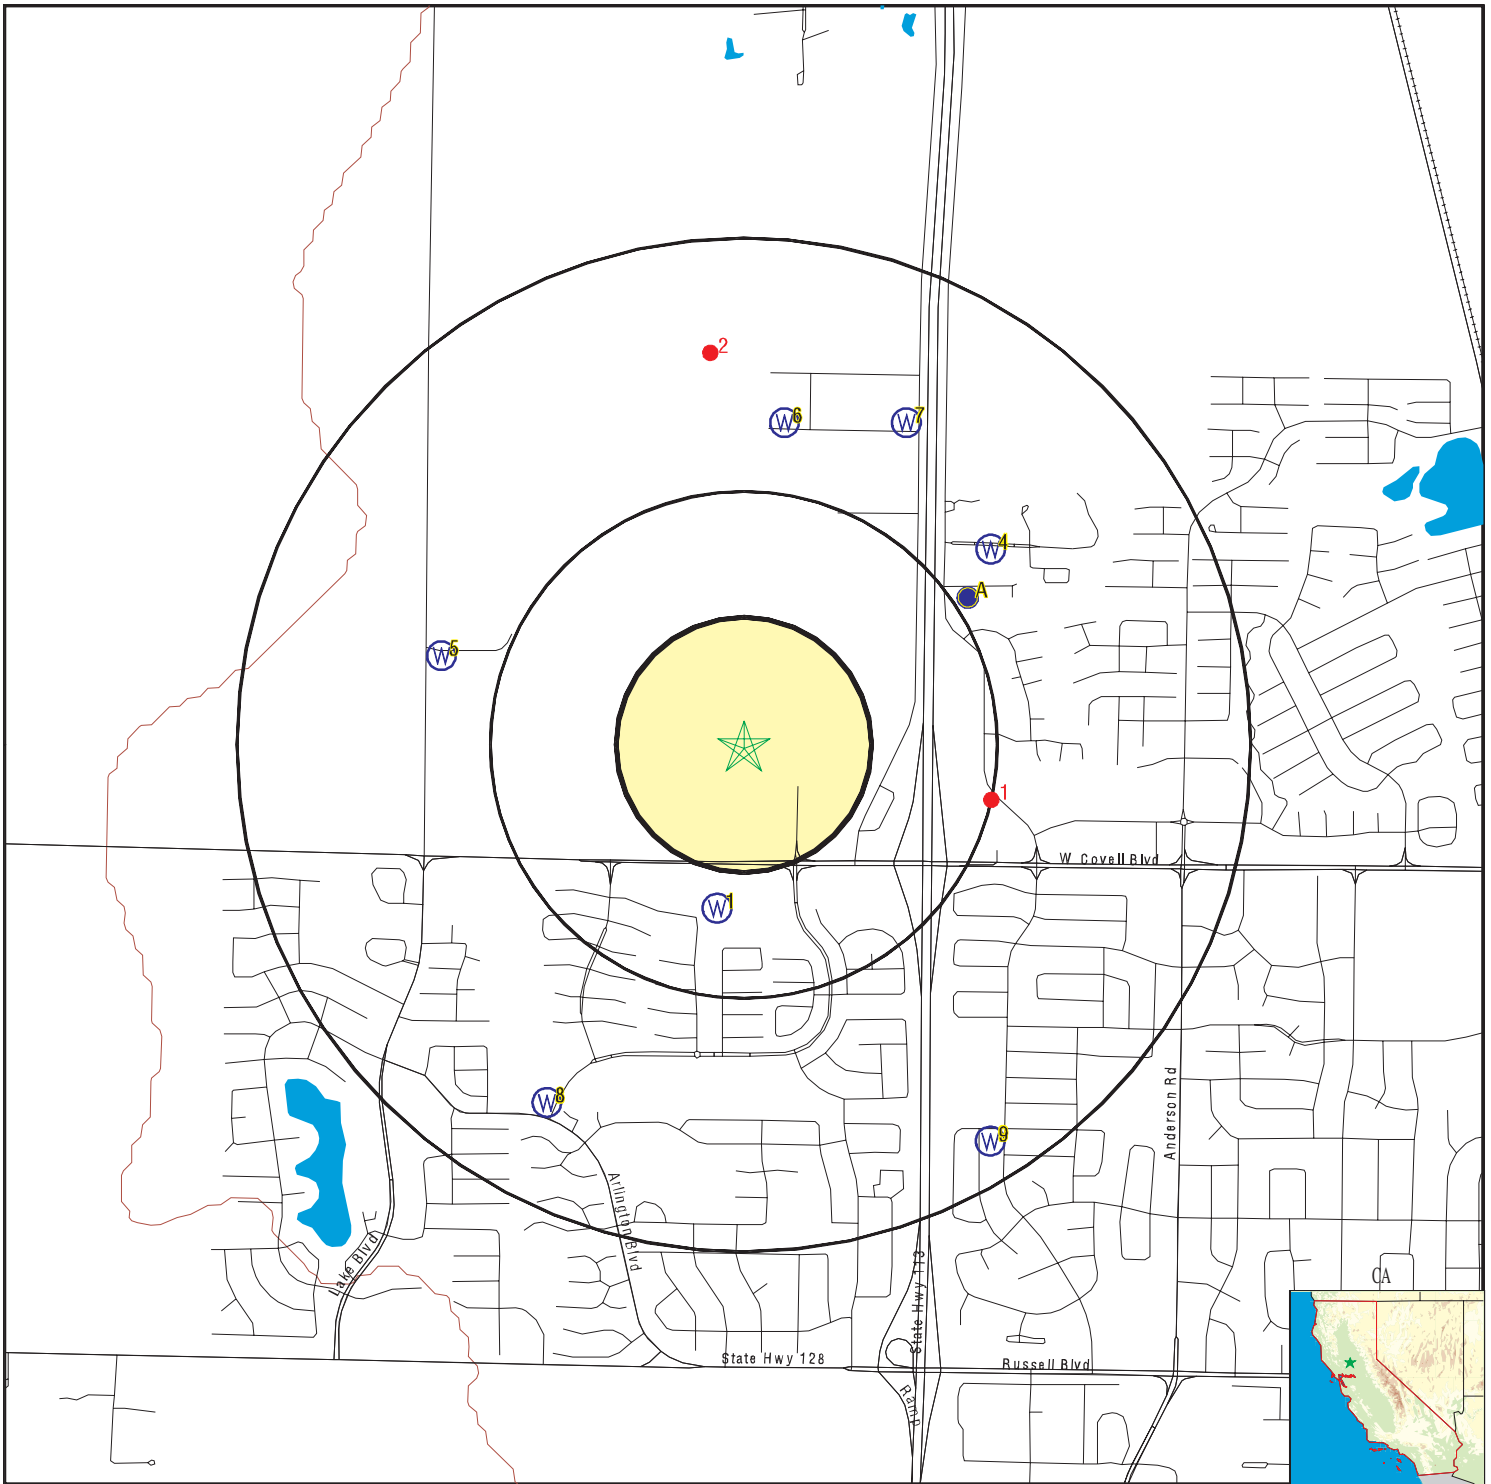 2
W 6
W 7
W 4
A
W 5
1
W Covell Blvd
W 1
Anderson Rd
W 8
W 9
Arlington Blvd
Lake Blvd
State Hwy 113
CA
State Hwy 128
Russell Blvd
Ramp